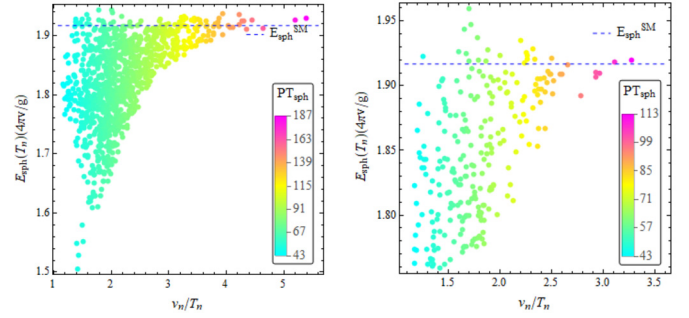 E_sph(T_n)(4πv/g)
1.9
1.8
1.7
1.6
1.5
E_sph^SM
PT_sph
187
163
139
115
91
67
43
1 2 3 4 5
v_n/T_n
E_sph(T_n)(4πv/g)
1.95
1.90
1.85
1.80
E_sph^SM
PT_sph
113
99
85
71
57
43
1.5 2.0 2.5 3.0 3.5
v_n/T_n